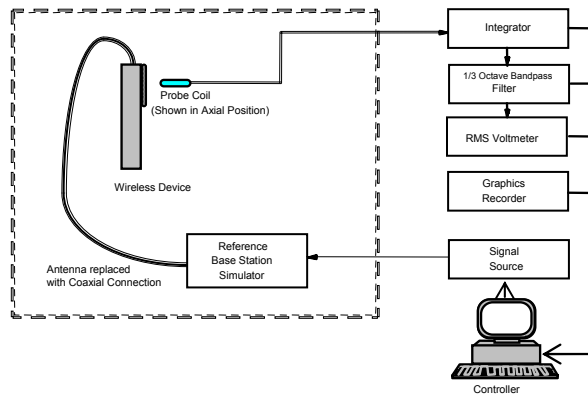 Integrator
1/3 Octave Bandpass
Filter
RMS Voltmeter
Graphics
Recorder
Signal
Source
Controller
Probe Coil
(Shown in Axial Position)
Wireless Device
Reference
Base Station
Simulator
Antenna replaced
with Coaxial Connection